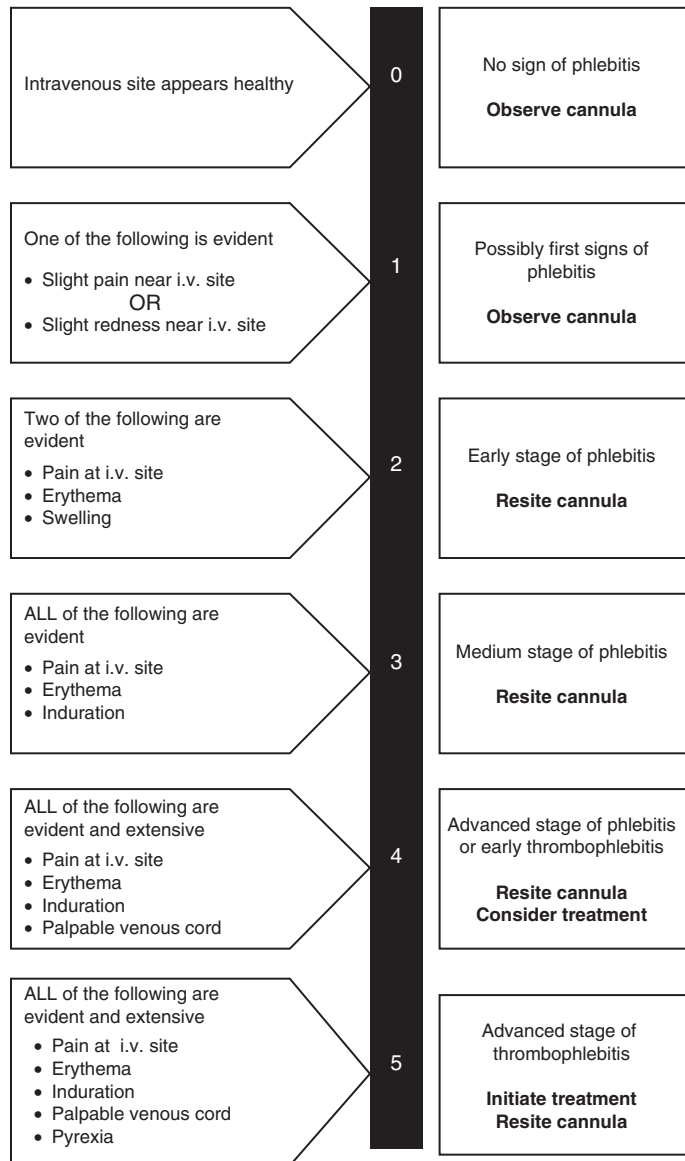 Intravenous site appears healthy
0
No sign of phlebitis
Observe cannula
One of the following is evident
• Slight pain near i.v. site
OR
• Slight redness near i.v. site
1
Possibly first signs of
phlebitis
Observe cannula
Two of the following are
evident
• Pain at i.v. site
• Erythema
• Swelling
2
Early stage of phlebitis
Resite cannula
ALL of the following are
evident
• Pain at i.v. site
• Erythema
• Induration
3
Medium stage of phlebitis
Resite cannula
ALL of the following are
evident and extensive
• Pain at i.v. site
• Erythema
• Induration
• Palpable venous cord
4
Advanced stage of phlebitis
or early thrombophlebitis
Resite cannula
Consider treatment
ALL of the following are
evident and extensive
• Pain at i.v. site
• Erythema
• Induration
• Palpable venous cord
• Pyrexia
5
Advanced stage of
thrombophlebitis
Initiate treatment
Resite cannula